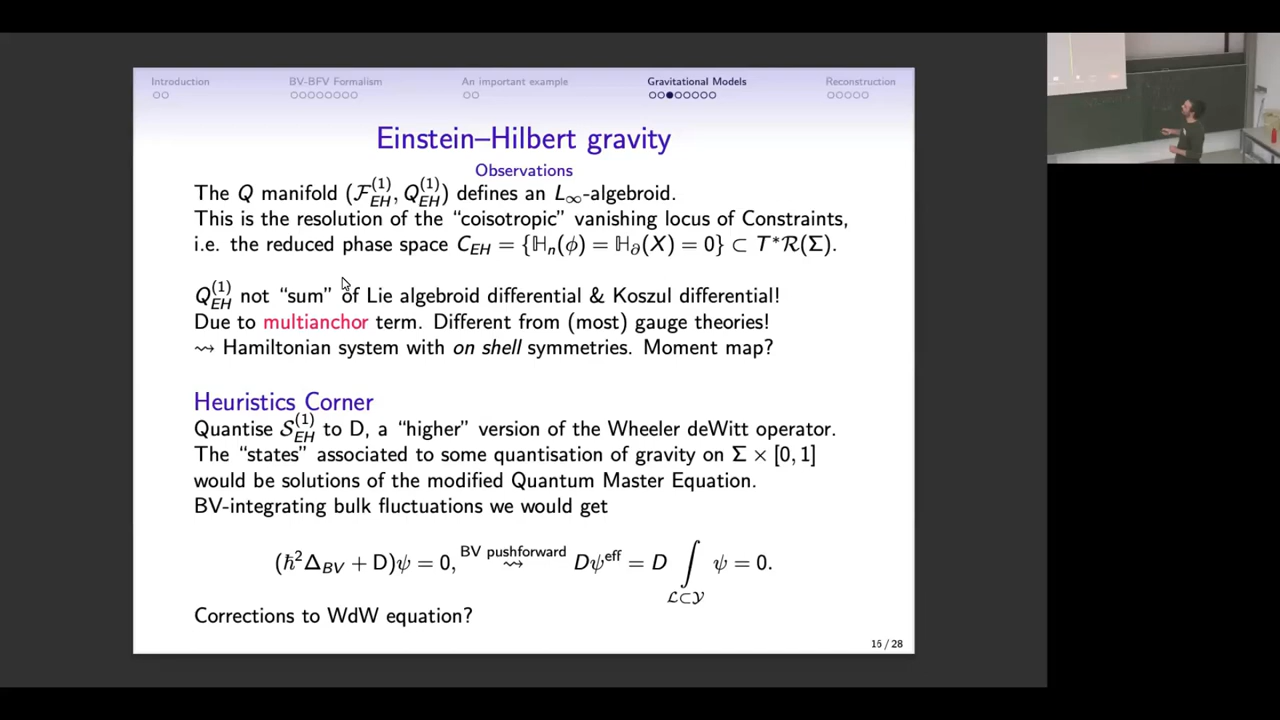 Introduction BV-BFV Formalism An important example Gravitational Models Reconstruction
Einstein–Hilbert gravity
Observations
The Q manifold (ℱ_EH^(1), Q_EH^(1)) defines an L_∞-algebroid.
This is the resolution of the “coisotropic” vanishing locus of Constraints,
i.e. the reduced phase space C_EH = {ℍ_n(ϕ) = ℍ_∂(X) = 0} ⊂ T*ℛ(Σ).
Q_EH^(1) not “sum” of Lie algebroid differential & Koszul differential!
Due to multianchor term. Different from (most) gauge theories!
⇝ Hamiltonian system with on shell symmetries. Moment map?
Heuristics Corner
Quantise 𝒮_EH^(1) to D, a “higher” version of the Wheeler deWitt operator.
The “states” associated to some quantisation of gravity on Σ × [0, 1]
would be solutions of the modified Quantum Master Equation.
BV-integrating bulk fluctuations we would get
(ℏ²Δ_BV + D)ψ = 0, BV pushforward ⇝ Dψ^eff = D ∫_{ℒ⊂𝒴} ψ = 0.
Corrections to WdW equation?
16 / 28